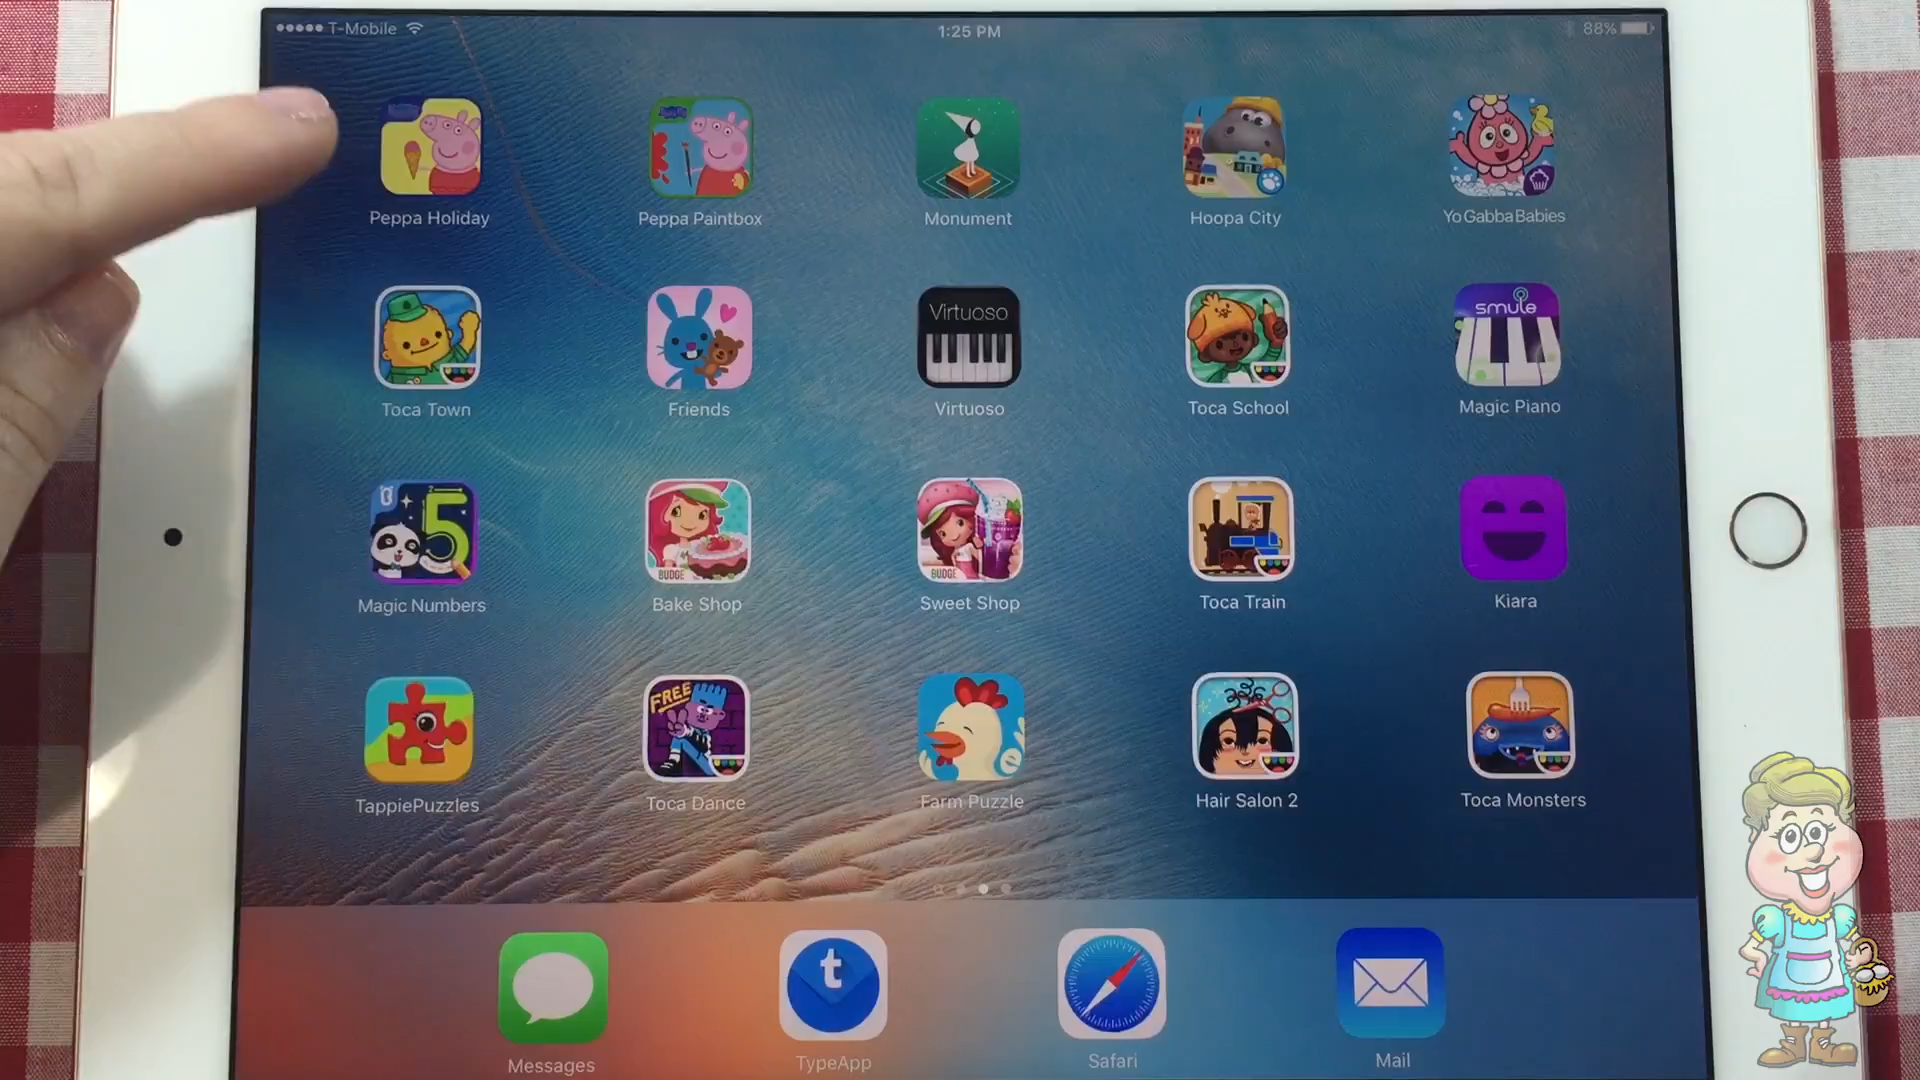 T-Mobile
1:25 PM
88%
Peppa Holiday
Peppa Paintbox
Monument
Hoopa City
Yo Gabba Babies
Virtuoso
smule
Toca Town
Friends
Virtuoso
Toca School
Magic Piano
5
BUDGE
BUDGE
Magic Numbers
Bake Shop
Sweet Shop
Toca Train
Kiara
FREE
TappiePuzzles
Toca Dance
Farm Puzzle
Hair Salon 2
Toca Monsters
t
Messages
TypeApp
Safari
Mail